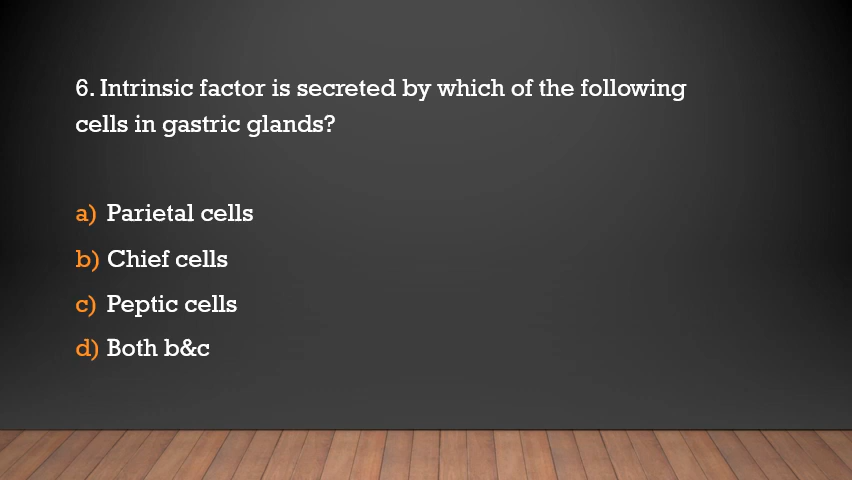 6. Intrinsic factor is secreted by which of the following
cells in gastric glands?
a) Parietal cells
b) Chief cells
c) Peptic cells
d) Both b&c